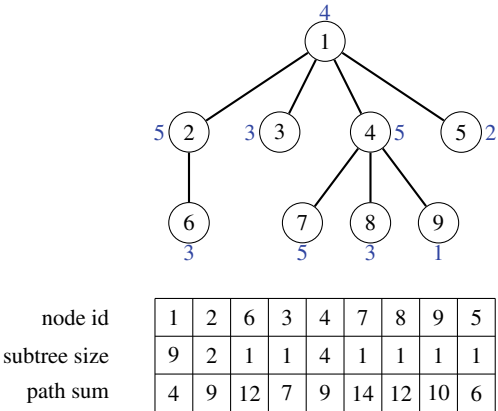 4
1
5 2 3 3 4 5 5 2
6 7 8 9
3 5 3 1
node id 1 2 6 3 4 7 8 9 5
subtree size 9 2 1 1 4 1 1 1 1
path sum 4 9 12 7 9 14 12 10 6